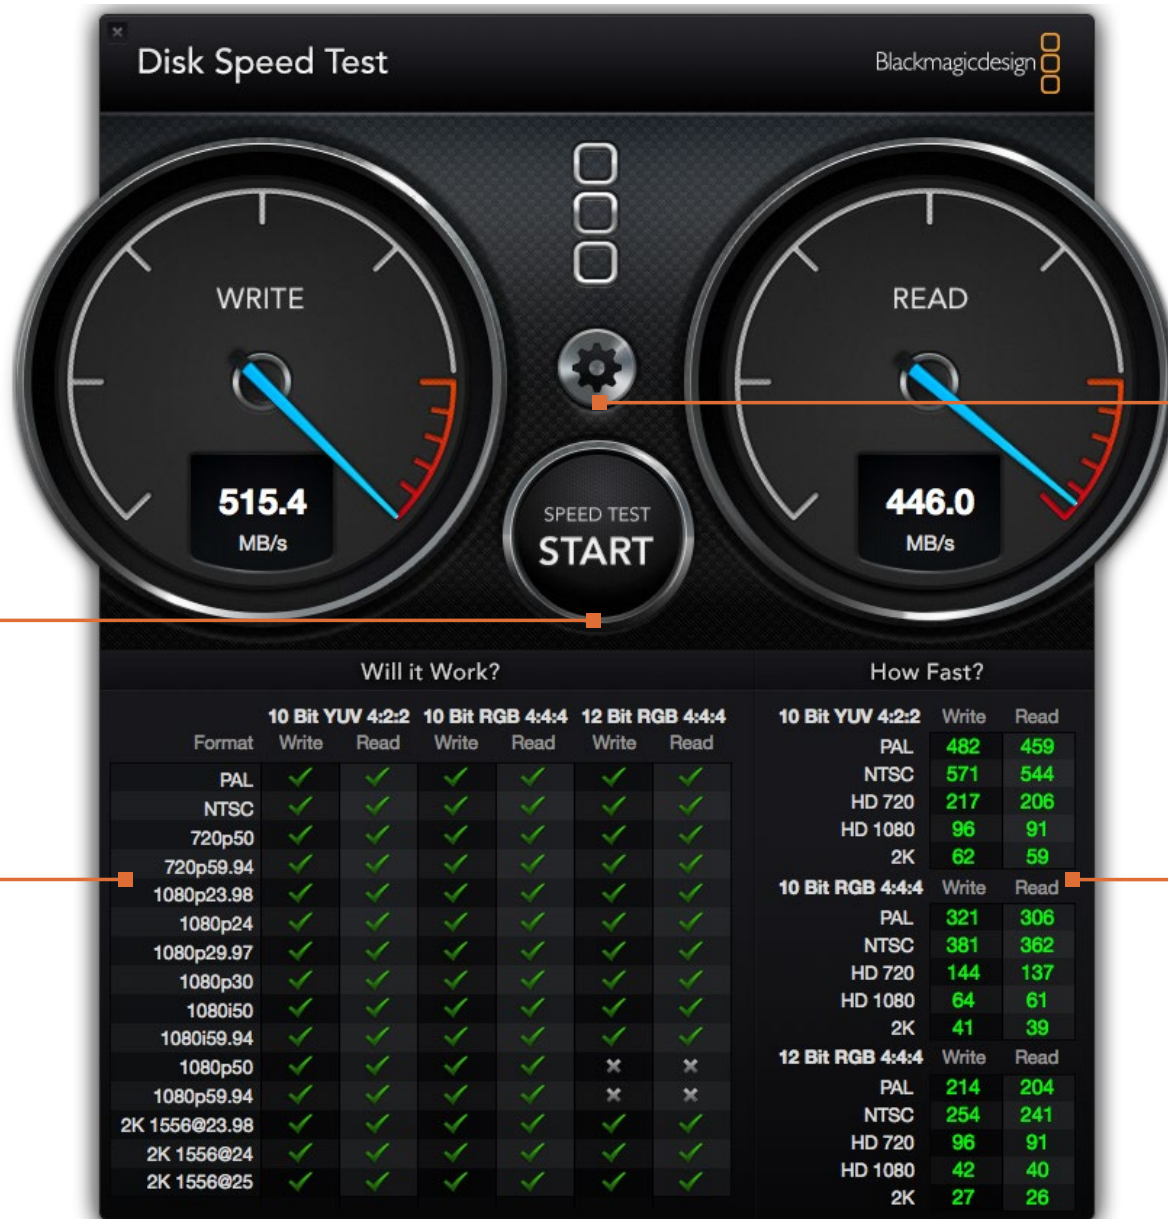 Disk Speed Test
Blackmagicdesign
WRITE
515.4
MB/s
READ
446.0
MB/s
SPEED TEST
START
Will it Work?
10 Bit YUV 4:2:2 10 Bit RGB 4:4:4 12 Bit RGB 4:4:4
Format Write Read Write Read Write Read
PAL
NTSC
720p50
720p59.94
1080p23.98
1080p24
1080p29.97
1080p30
1080i50
1080i59.94
1080p50
1080p59.94
2K 1556@23.98
2K 1556@24
2K 1556@25
How Fast?
10 Bit YUV 4:2:2 Write Read
PAL 482 459
NTSC 571 544
HD 720 217 206
HD 1080 96 91
2K 62 59
10 Bit RGB 4:4:4 Write Read
PAL 321 306
NTSC 381 362
HD 720 144 137
HD 1080 64 61
2K 41 39
12 Bit RGB 4:4:4 Write Read
PAL 214 204
NTSC 254 241
HD 720 96 91
HD 1080 42 40
2K 27 26